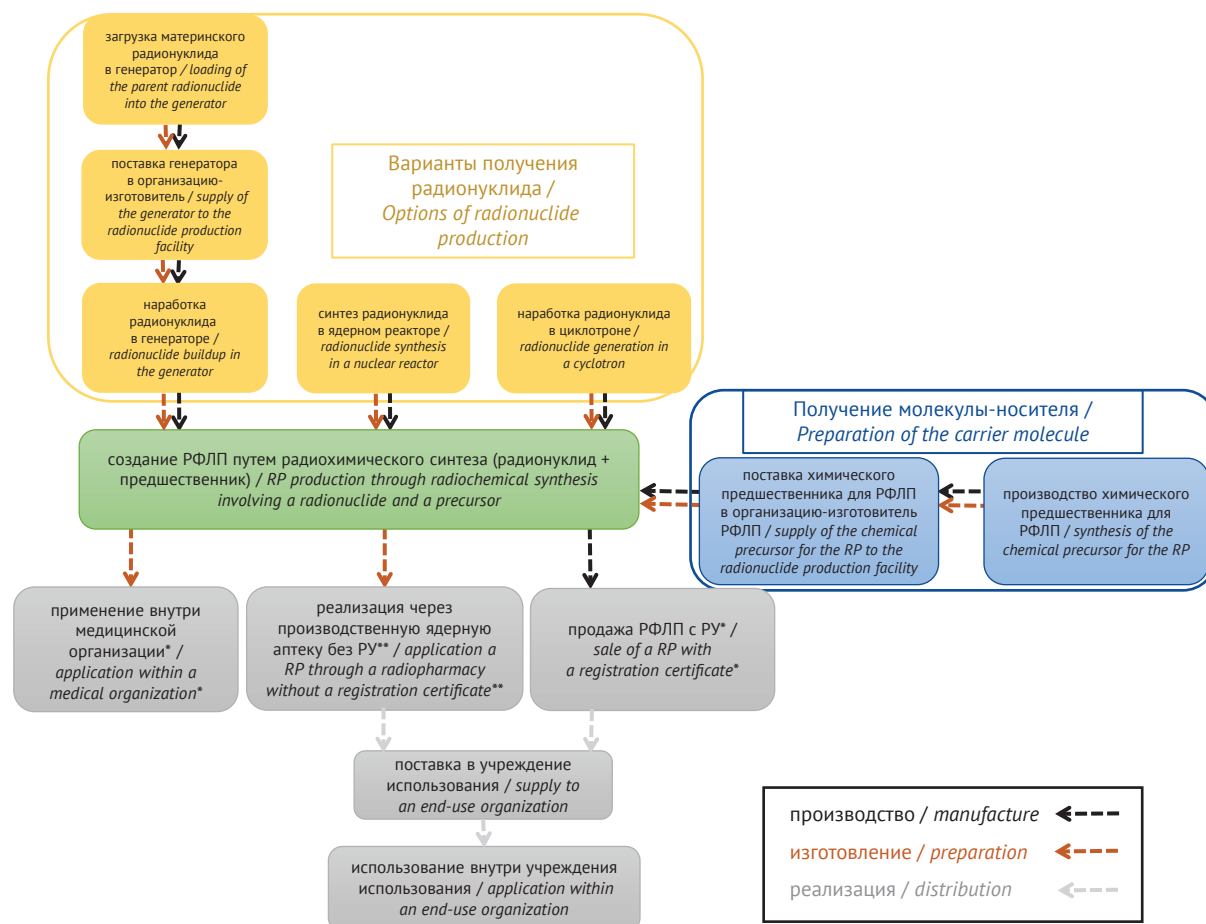 загрузка материнского
радионуклида
в генератор / loading of
the parent radionuclide
into the generator
поставка генератора
в организацию-
изготовитель / supply of
the generator to the
radionuclide production
facility
Варианты получения
радионуклида /
Options of radionuclide
production
наработка
радионуклида
в генераторе /
radionuclide buildup in
the generator
синтез радионуклида
в ядерном реакторе /
radionuclide synthesis
in a nuclear reactor
наработка радионуклида
в циклотроне /
radionuclide generation in
a cyclotron
Получение молекулы-носителя /
Preparation of the carrier molecule
создание РФЛП путем радиохимического синтеза (радионуклид +
предшественник) / RP production through radiochemical synthesis
involving a radionuclide and a precursor
поставка химического
предшественника для РФЛП
в организацию-изготовитель
РФЛП / supply of the chemical
precursor for the RP to the
radionuclide production facility
производство химического
предшественника
для РФЛП / synthesis of the
chemical precursor for the RP
применение внутри
медицинской
организации* /
application within a
medical organization*
реализация через
производственную ядерную
аптеку без РУ** / application a
RP through a radiopharmacy
without a registration certificate**
продажа РФЛП с РУ* /
sale of a RP with
a registration certificate*
поставка в учреждение
использования / supply to
an end-use organization
использование внутри учреждения
использования / application within
an end-use organization
производство / manufacture
изготовление / preparation
реализация / distribution